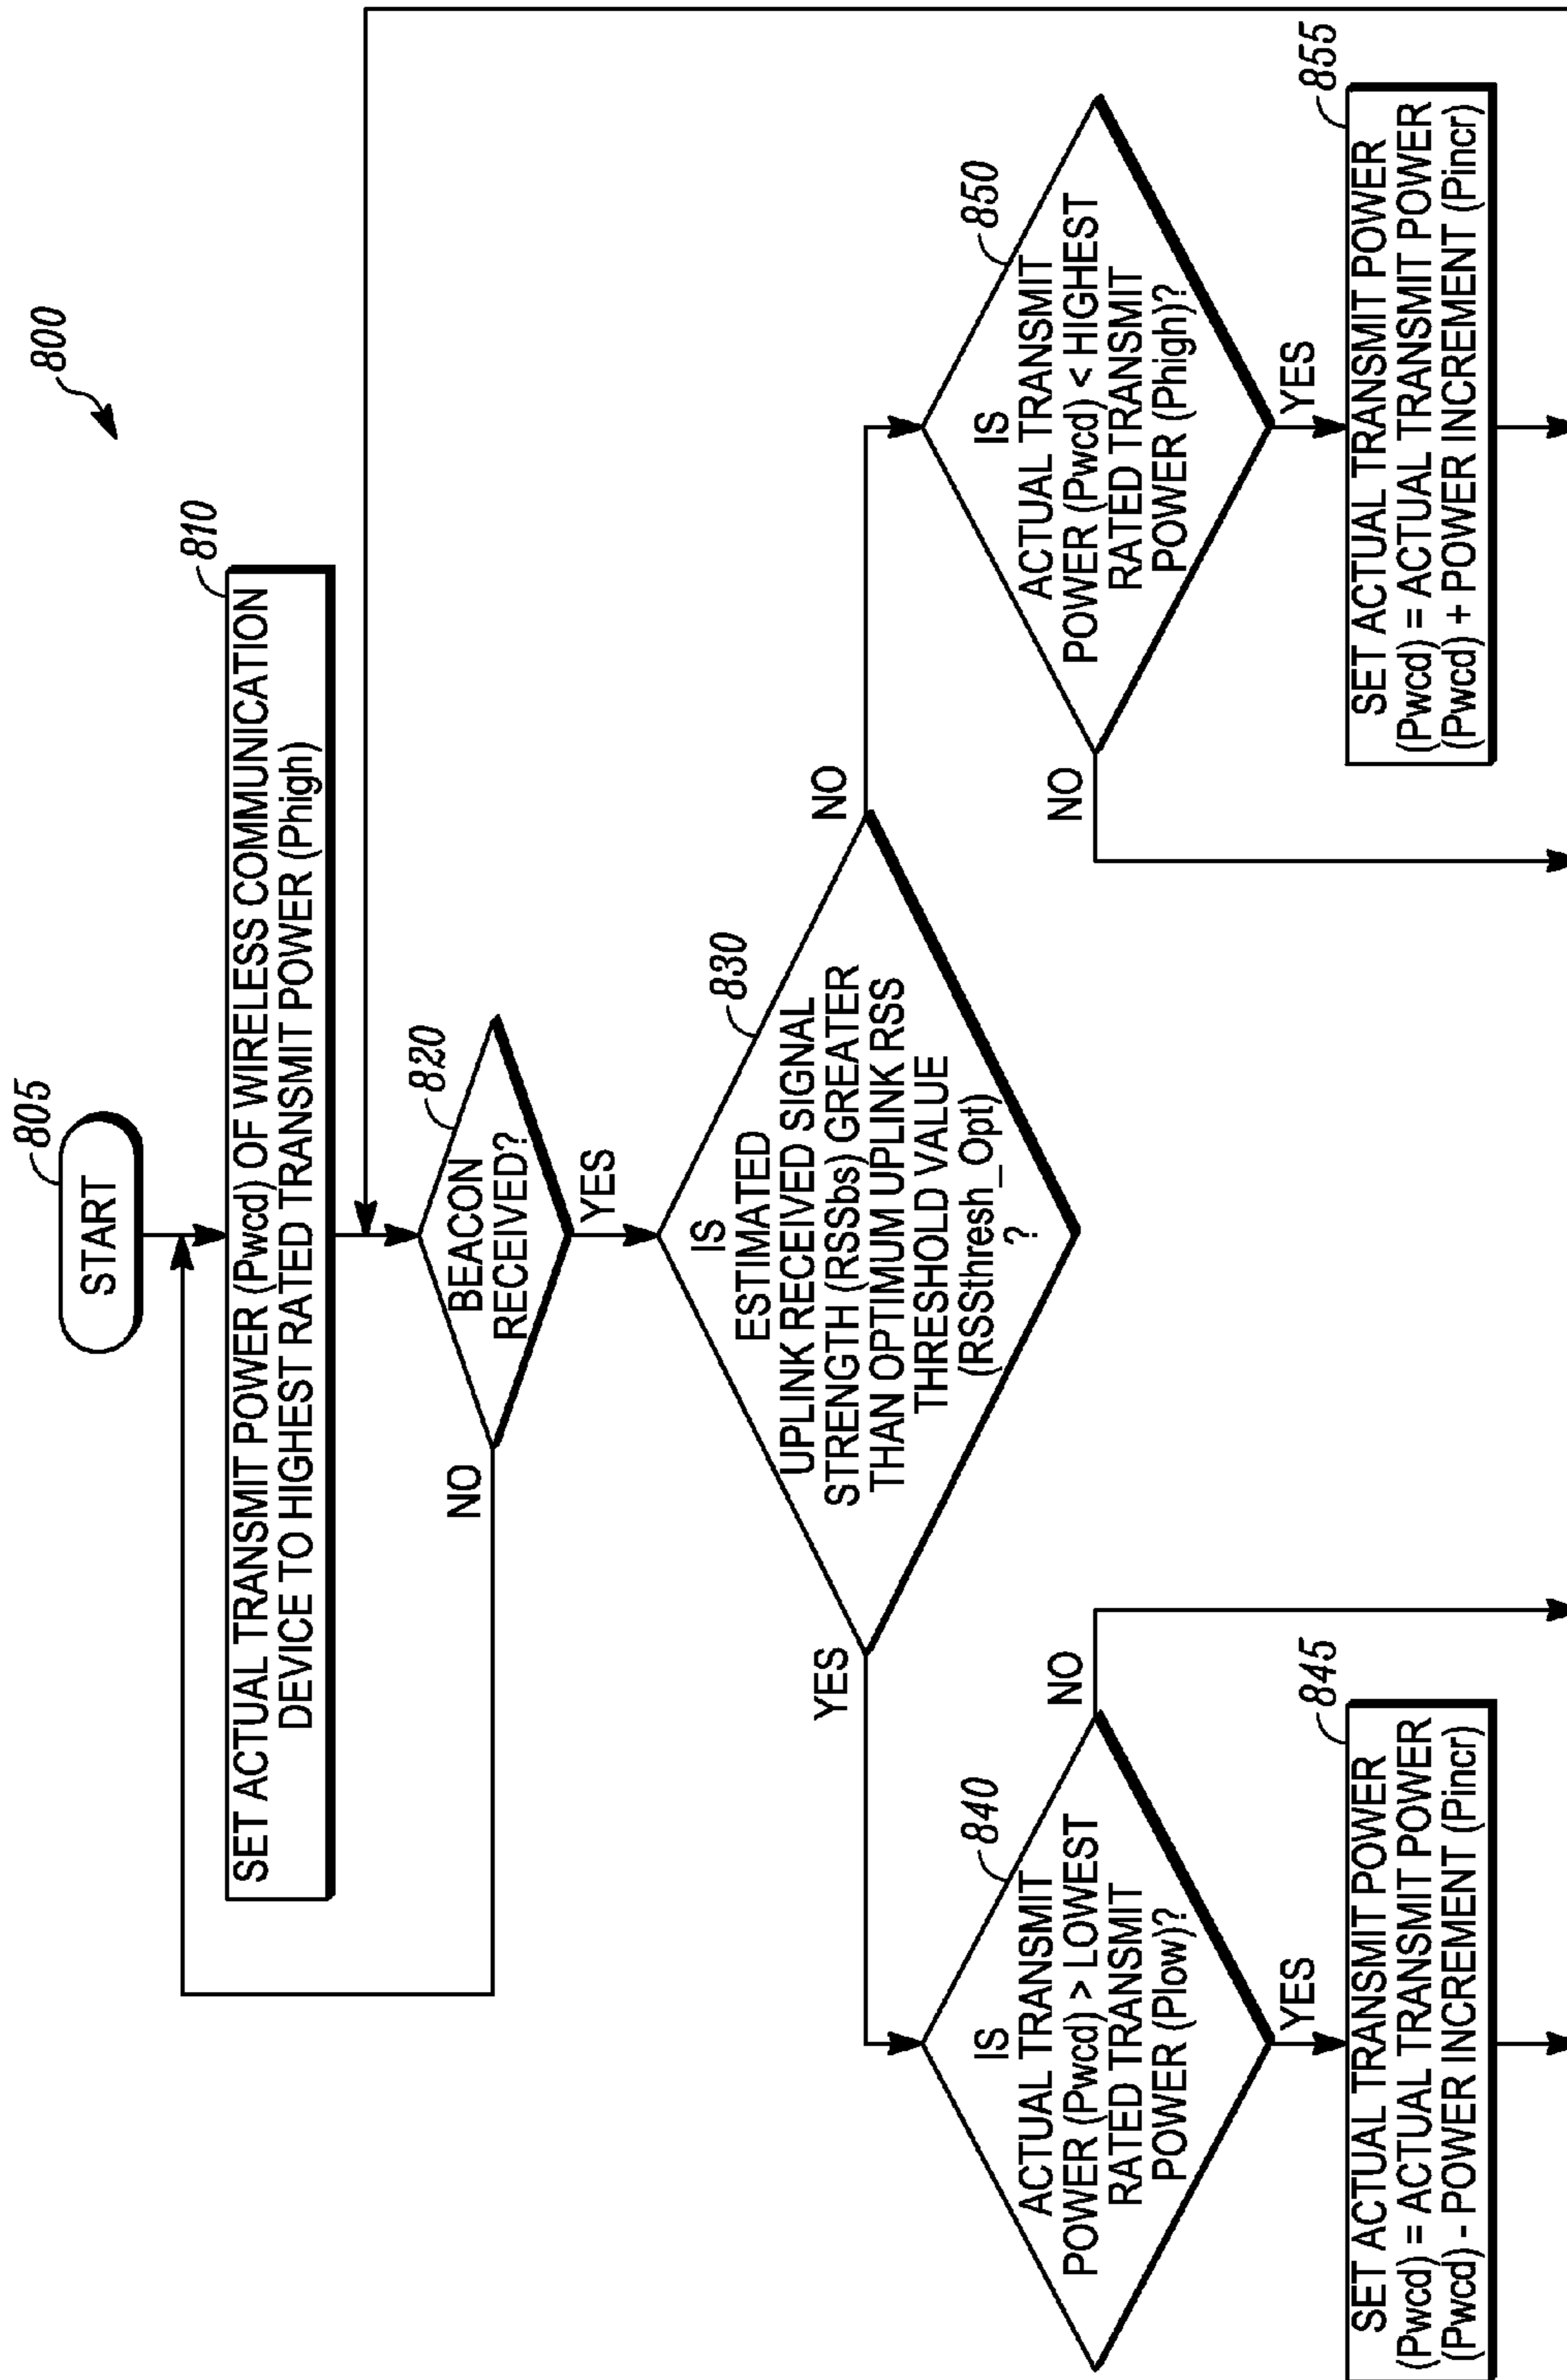 800
805
START
810
SET ACTUAL TRANSMIT POWER (Pwcd) OF WIRELESS COMMUNICATION
DEVICE TO HIGHEST RATED TRANSMIT POWER (Phigh)
820
BEACON
RECEIVED?
NO
YES
830
IS
ESTIMATED
UPLINK RECEIVED SIGNAL
STRENGTH (RSSbs) GREATER
THAN OPTIMUM UPLINK RSS
THRESHOLD VALUE
(RSSthresh_Opt)
?
YES
NO
840
IS
ACTUAL TRANSMIT
POWER (Pwcd) > LOWEST
RATED TRANSMIT
POWER (Plow)?
NO
YES
845
SET ACTUAL TRANSMIT POWER
(Pwcd) = ACTUAL TRANSMIT POWER
(Pwcd) - POWER INCREMENT (Pincr)
850
IS
ACTUAL TRANSMIT
POWER (Pwcd) < HIGHEST
RATED TRANSMIT
POWER (Phigh)?
NO
YES
855
SET ACTUAL TRANSMIT POWER
(Pwcd) = ACTUAL TRANSMIT POWER
(Pwcd) + POWER INCREMENT (Pincr)